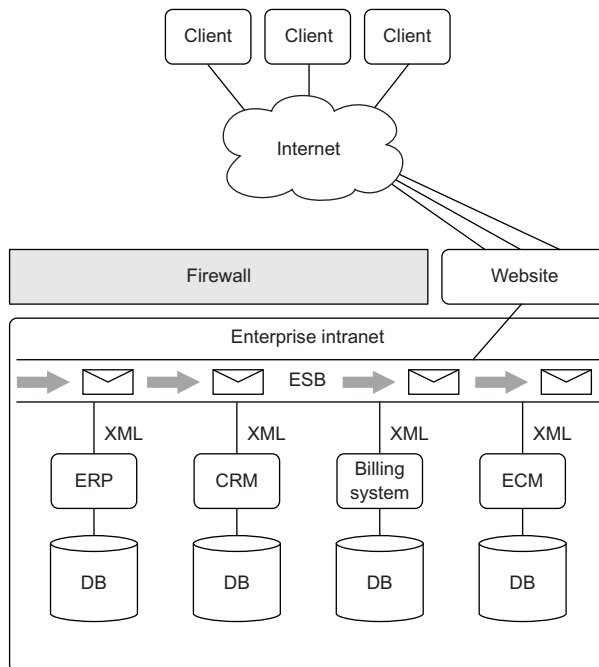 Client
Client
Client
Internet
Firewall
Website
Enterprise intranet
ESB
XML
XML
XML
XML
ERP
CRM
Billing
system
ECM
DB
DB
DB
DB